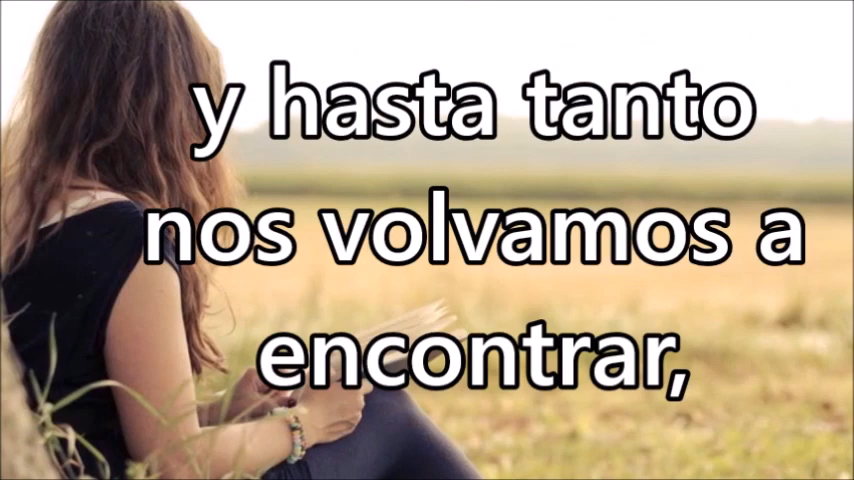 y hasta tanto
nos volvamos a
encontrar,